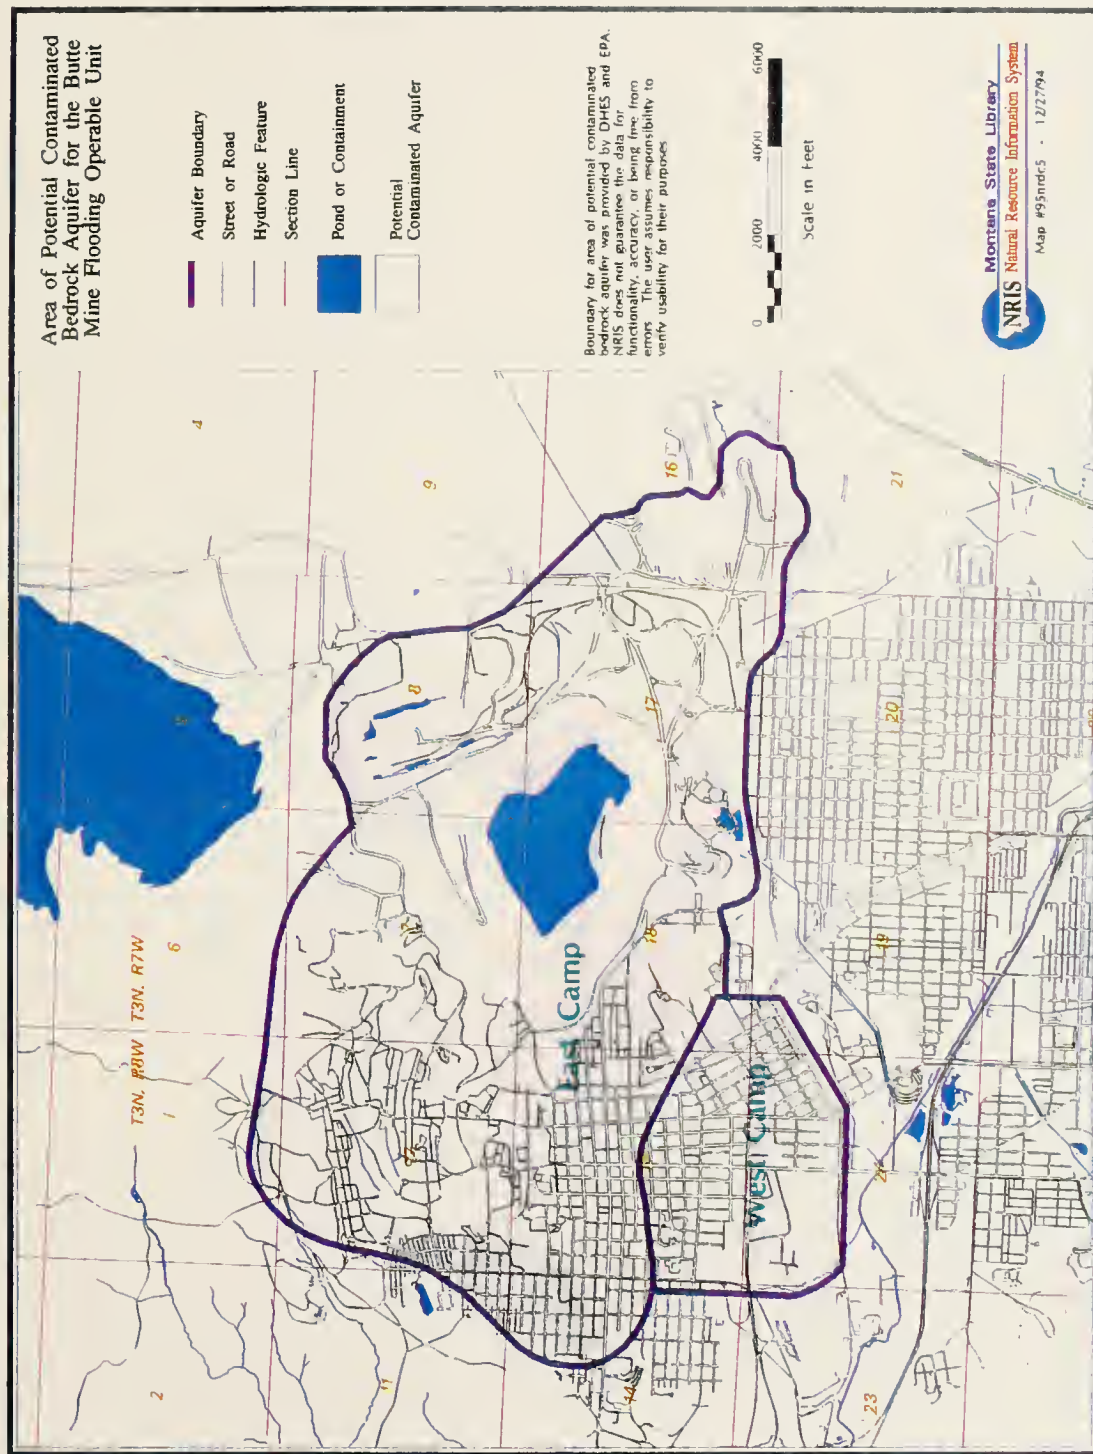 Area of Potential Contaminated
Bedrock Aquifer for the Butte
Mine Flooding Operable Unit
Aquifer Boundary
Street or Road
Hydrologic Feature
Section Line
Pond or Containment
Potential
Contaminated Aquifer
Boundary for area of potential contaminated
bedrock aquifer was provided by DHES and EPA.
NRIS does not guarantee the data for
functionality, accuracy, or being free from
errors. The user assumes responsibility to
verify usability for their purposes
0 2000 4000 6000
Scale in Feet
Montana State Library
NRIS Natural Resource Information System
Map #95nrdc5 - 12/27/94
T3N, R8W T3N, R7W
2
1
6
4
11
8
9
East Camp
14
18
17
16
West Camp
23
19
20
21